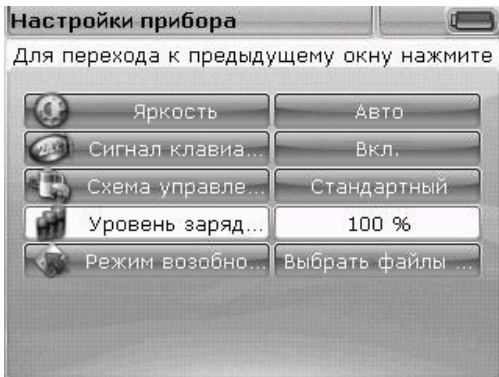 Настройки прибора
Для перехода к предыдущему окну нажмите
Яркость Авто
Сигнал клавиа... Вкл.
Схема управле... Стандартный
Уровень заряд... 100 %
Режим возобно... Выбрать файлы ...